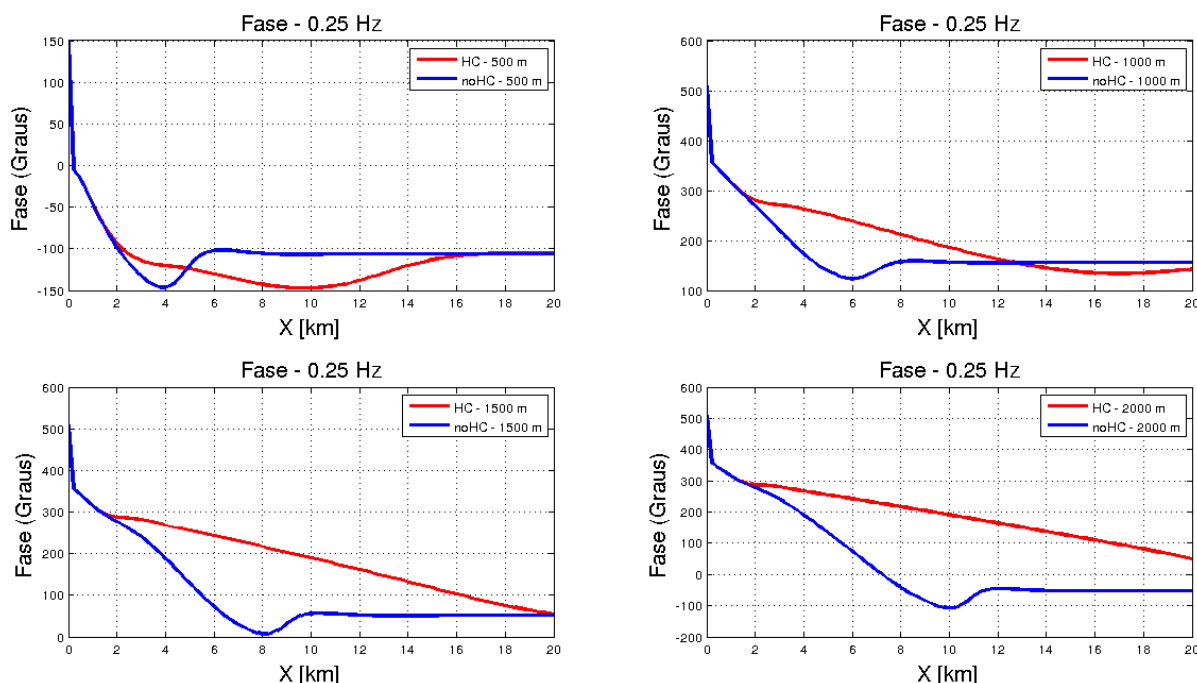 Fase - 0.25 Hz
Fase (Graus)
150
100
50
0
-50
-100
-150
HC - 500 m
noHC - 500 m
0 2 4 6 8 10 12 14 16 18 20
X [km]
Fase - 0.25 Hz
Fase (Graus)
600
500
400
300
200
100
HC - 1000 m
noHC - 1000 m
0 2 4 6 8 10 12 14 16 18 20
X [km]
Fase - 0.25 Hz
Fase (Graus)
600
500
400
300
200
100
0
HC - 1500 m
noHC - 1500 m
0 2 4 6 8 10 12 14 16 18 20
X [km]
Fase - 0.25 Hz
Fase (Graus)
600
500
400
300
200
100
0
-100
-200
HC - 2000 m
noHC - 2000 m
0 2 4 6 8 10 12 14 16 18 20
X [km]